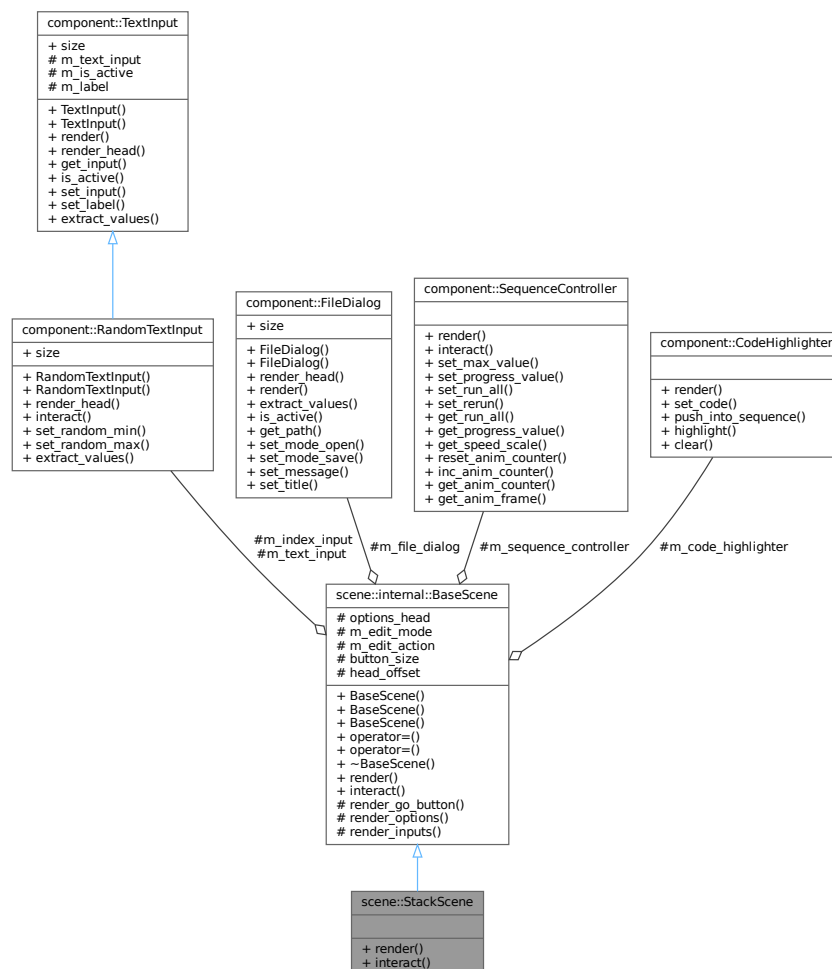 component::TextInput
+ size
# m_text_input
# m_is_active
# m_label
+ TextInput()
+ TextInput()
+ render()
+ render_head()
+ get_input()
+ is_active()
+ set_input()
+ set_label()
+ extract_values()
component::RandomTextInput
+ size
+ RandomTextInput()
+ RandomTextInput()
+ render_head()
+ interact()
+ set_random_min()
+ set_random_max()
+ extract_values()
component::FileDialog
+ size
+ FileDialog()
+ FileDialog()
+ render_head()
+ render()
+ extract_values()
+ is_active()
+ get_path()
+ set_mode_open()
+ set_mode_save()
+ set_message()
+ set_title()
component::SequenceController
+ render()
+ interact()
+ set_max_value()
+ set_progress_value()
+ set_run_all()
+ set_rerun()
+ get_run_all()
+ get_progress_value()
+ get_speed_scale()
+ reset_anim_counter()
+ inc_anim_counter()
+ get_anim_counter()
+ get_anim_frame()
component::CodeHighlighter
+ render()
+ set_code()
+ push_into_sequence()
+ highlight()
+ clear()
#m_index_input
#m_text_input
#m_file_dialog
#m_sequence_controller
#m_code_highlighter
scene::internal::BaseScene
# options_head
# m_edit_mode
# m_edit_action
# button_size
# head_offset
+ BaseScene()
+ BaseScene()
+ BaseScene()
+ operator=()
+ operator=()
+ ~BaseScene()
+ render()
+ interact()
# render_go_button()
# render_options()
# render_inputs()
scene::StackScene
+ render()
+ interact()